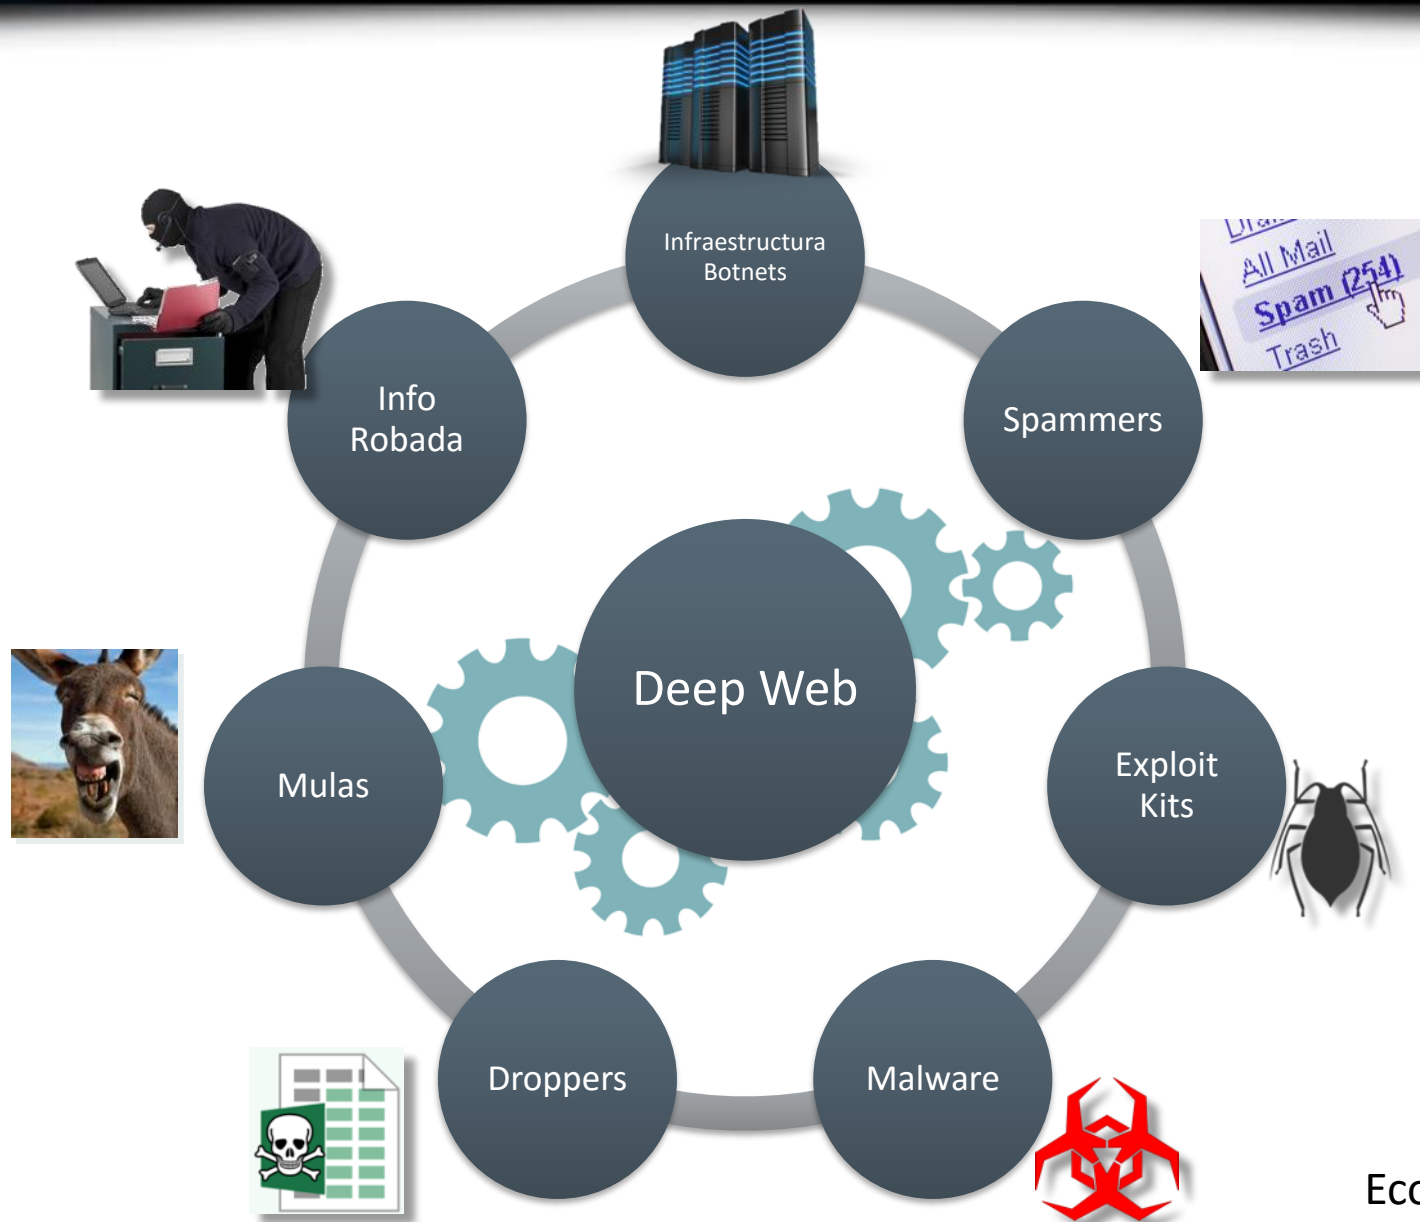 Infraestructura
Botnets
All Mail
Spam (254)
Trash
Info
Robada
Spammers
Deep Web
Mulas
Exploit
Kits
Droppers
Malware